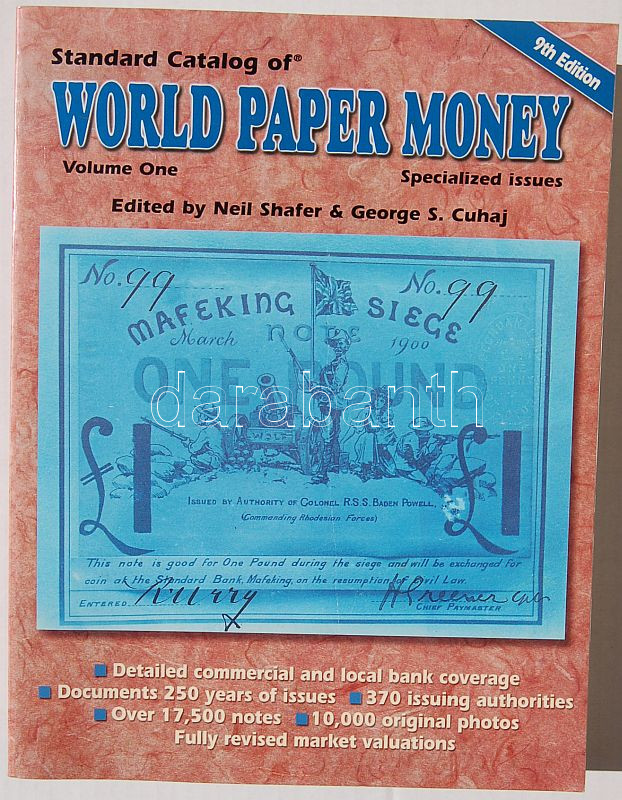 9th Edition
Standard Catalog of®
WORLD PAPER MONEY
Volume One
Specialized issues
Edited by Neil Shafer & George S. Cuhaj
No. 99
No. 99
MAFEKING SIEGE
March NOTE 1900
ONE POUND
darabanth
WOLF
£1
£1
ISSUED BY AUTHORITY OF COLONEL R.S.S. BADEN POWELL,
(Commanding Rhodesian Forces)
This note is good for One Pound during the siege and will be exchanged for
coin at the Standard Bank, Mafeking, on the resumption of Civil Law.
ENTERED
CHIEF PAYMASTER
Detailed commercial and local bank coverage
Documents 250 years of issues 370 issuing authorities
Over 17,500 notes 10,000 original photos
Fully revised market valuations